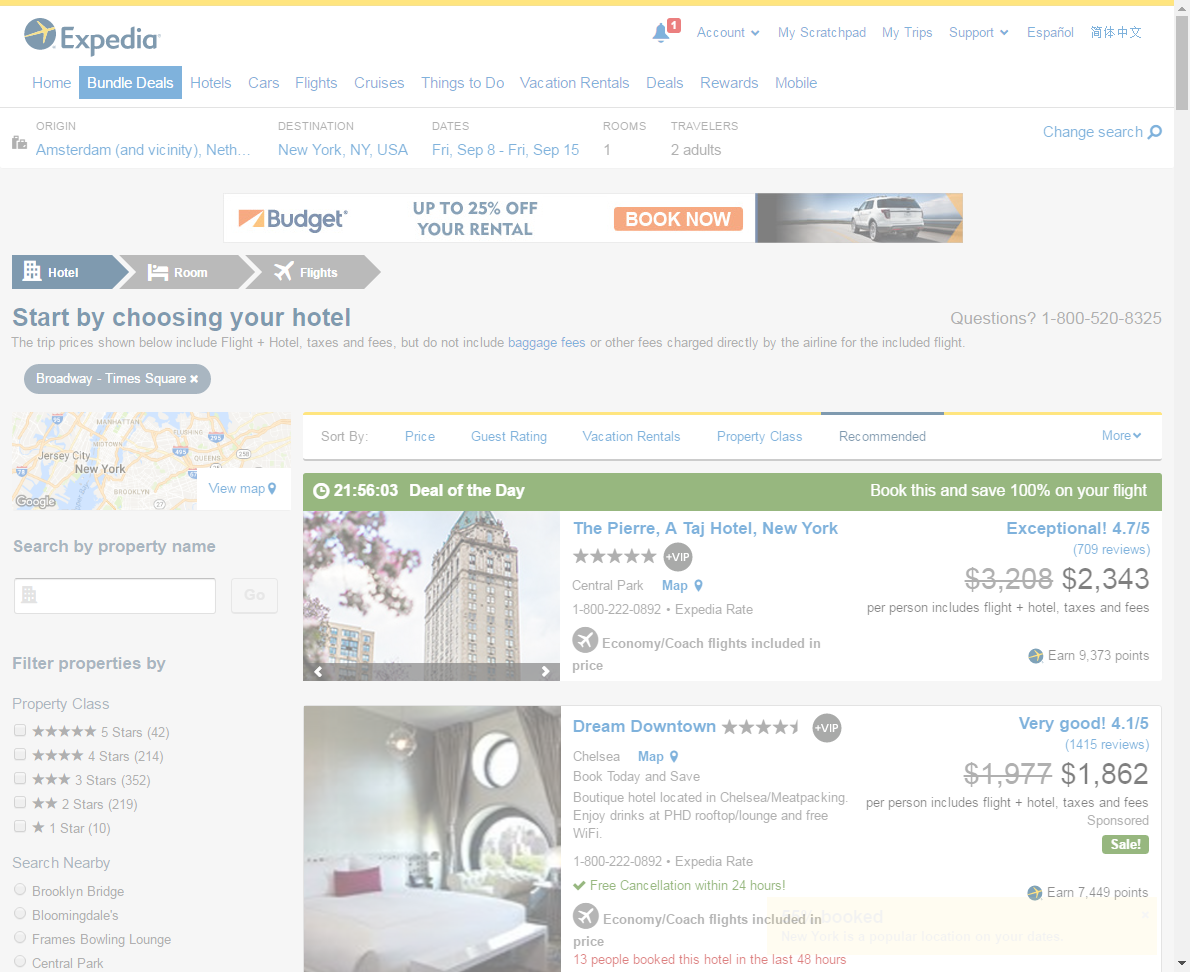 Expedia
1
Account
My Scratchpad
My Trips
Support
Español
简体中文
Home
Bundle Deals
Hotels
Cars
Flights
Cruises
Things to Do
Vacation Rentals
Deals
Rewards
Mobile
ORIGIN
Amsterdam (and vicinity), Neth...
DESTINATION
New York, NY, USA
DATES
Fri, Sep 8 - Fri, Sep 15
ROOMS
1
TRAVELERS
2 adults
Change search
Budget
UP TO 25% OFF
YOUR RENTAL
BOOK NOW
Hotel
Room
Flights
Start by choosing your hotel
Questions? 1-800-520-8325
The trip prices shown below include Flight + Hotel, taxes and fees, but do not include baggage fees or other fees charged directly by the airline for the included flight.
Broadway - Times Square ×
MANHATTAN
FLUSHING
MIDTOWN
QUEENS
Jersey City
New York
BROOKLYN
95
295
495
258
78
27
Google
View map
Search by property name
Go
Filter properties by
Property Class
★★★★★ 5 Stars (42)
★★★★ 4 Stars (214)
★★★ 3 Stars (352)
★★ 2 Stars (219)
★ 1 Star (10)
Search Nearby
Brooklyn Bridge
Bloomingdale's
Frames Bowling Lounge
Central Park
Sort By:
Price
Guest Rating
Vacation Rentals
Property Class
Recommended
More
21:56:03 Deal of the Day
Book this and save 100% on your flight
The Pierre, A Taj Hotel, New York
+VIP
Central Park
Map
1-800-222-0892 • Expedia Rate
Economy/Coach flights included in
price
Exceptional! 4.7/5
(709 reviews)
$3,208 $2,343
per person includes flight + hotel, taxes and fees
Earn 9,373 points
Dream Downtown
+VIP
Chelsea
Map
Book Today and Save
Boutique hotel located in Chelsea/Meatpacking.
Enjoy drinks at PHD rooftop/lounge and free
WiFi.
1-800-222-0892 • Expedia Rate
Free Cancellation within 24 hours!
Economy/Coach flights included in
price
13 people booked this hotel in the last 48 hours
Very good! 4.1/5
(1415 reviews)
$1,977 $1,862
per person includes flight + hotel, taxes and fees
Sponsored
Sale!
Earn 7,449 points
booked
New York is a popular location on your dates.